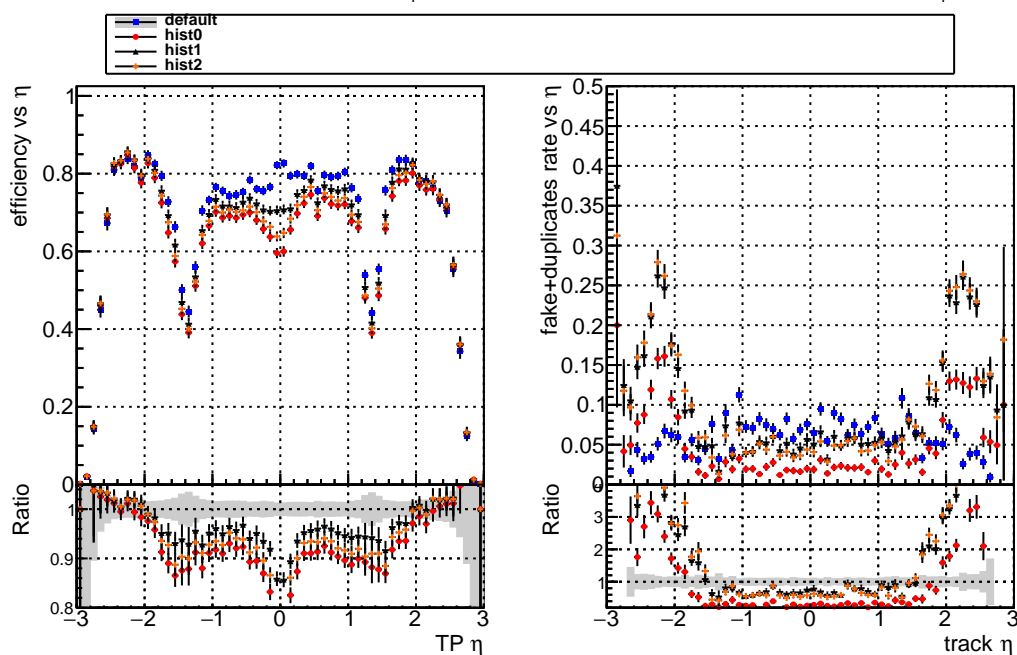 default
hist0
hist1
hist2
efficiency vs η
1
0.8
0.6
0.4
0.2
0
Ratio
1
0.9
0.8
−3 −2 −1 0 1 2 3
TP η
fake+duplicates rate vs η
0.5
0.45
0.4
0.35
0.3
0.25
0.2
0.15
0.1
0.05
0
Ratio
3
2
1
−3 −2 −1 0 1 2 3
track η